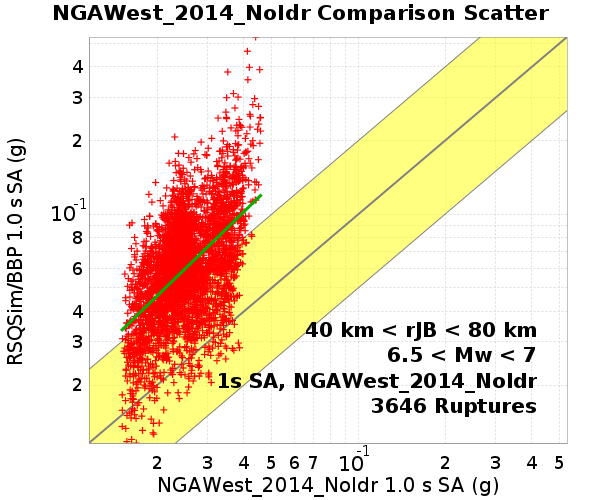 NGAWest_2014_NoIdr Comparison Scatter
RSQSim/BBP 1.0 s SA (g)
4
3
2
10^-1
8
6
4
3
2
40 km < rJB < 80 km
6.5 < Mw < 7
1s SA, NGAWest_2014_NoIdr
3646 Ruptures
2 3 4 5 6 7 10^-1 2 3 4 5
NGAWest_2014_NoIdr 1.0 s SA (g)